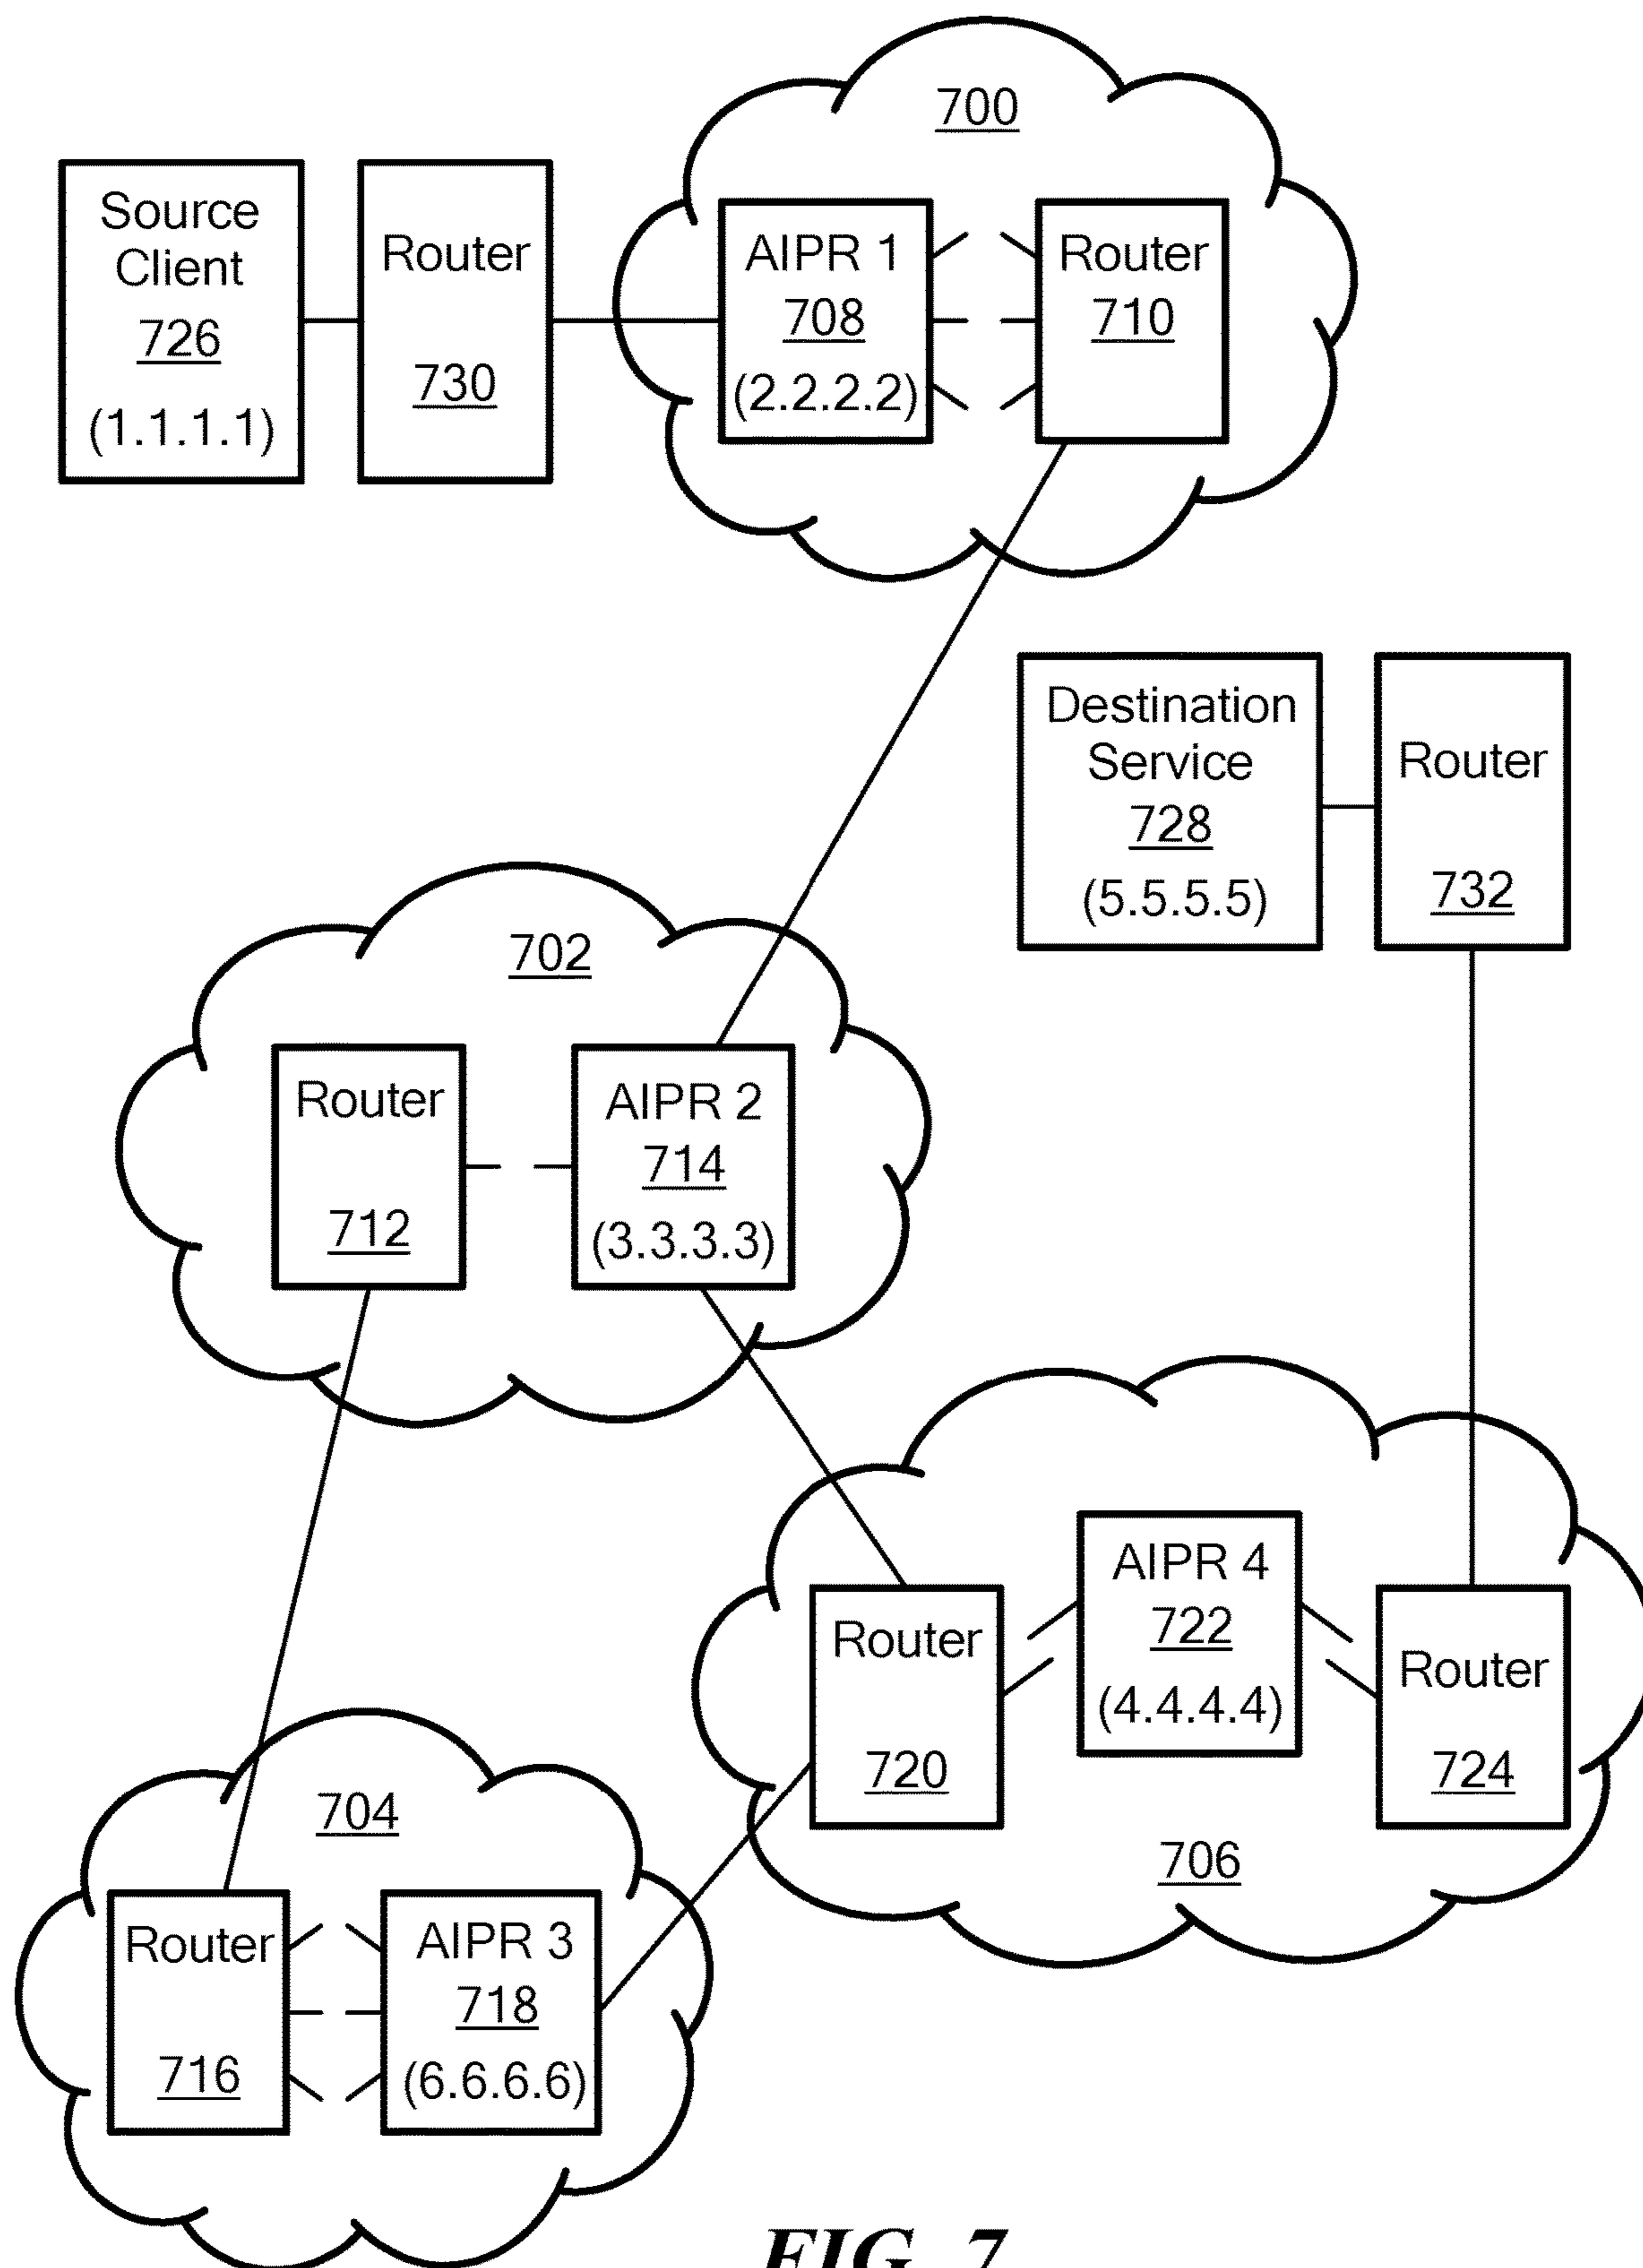 700
Source
Client
726
(1.1.1.1)
Router
730
AIPR 1
708
(2.2.2.2)
Router
710
Destination
Service
728
(5.5.5.5)
Router
732
702
Router
712
AIPR 2
714
(3.3.3.3)
AIPR 4
722
(4.4.4.4)
Router
720
Router
724
706
704
Router
716
AIPR 3
718
(6.6.6.6)
FIG. 7